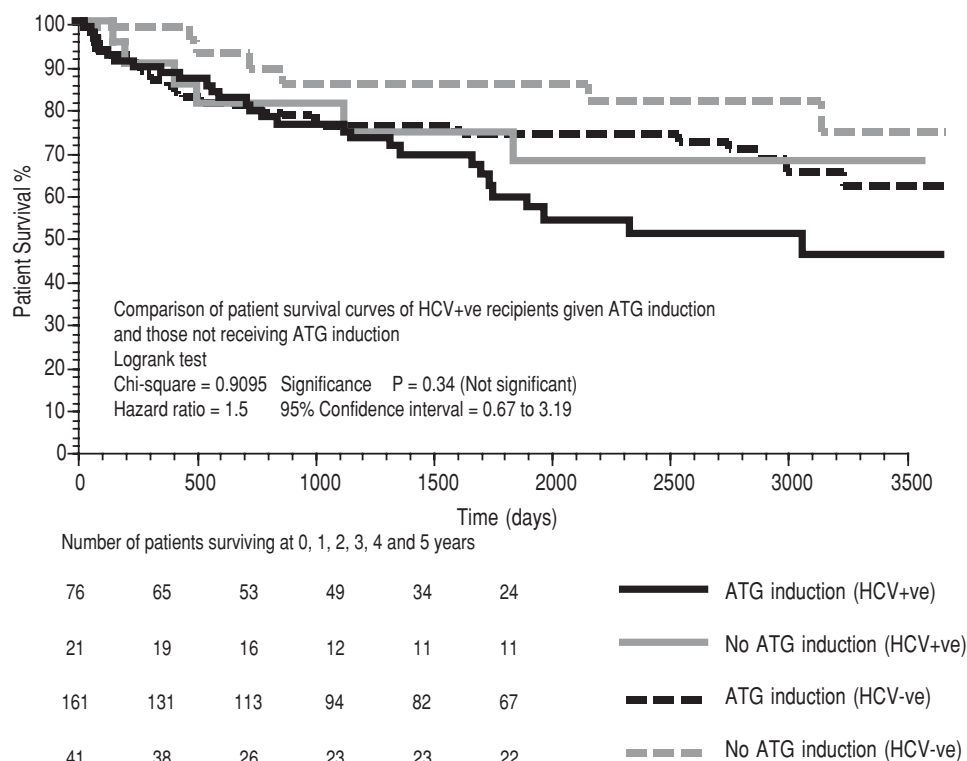 100
90
80
70
60
50
40
30
20
10
0
Patient Survival %
Comparison of patient survival curves of HCV+ve recipients given ATG induction
and those not receiving ATG induction
Logrank test
Chi-square = 0.9095 Significance P = 0.34 (Not significant)
Hazard ratio = 1.5 95% Confidence interval = 0.67 to 3.19
0 500 1000 1500 2000 2500 3000 3500
Time (days)
Number of patients surviving at 0, 1, 2, 3, 4 and 5 years
76 65 53 49 34 24 ATG induction (HCV+ve)
21 19 16 12 11 11 No ATG induction (HCV+ve)
161 131 113 94 82 67 ATG induction (HCV-ve)
41 38 26 23 23 22 No ATG induction (HCV-ve)